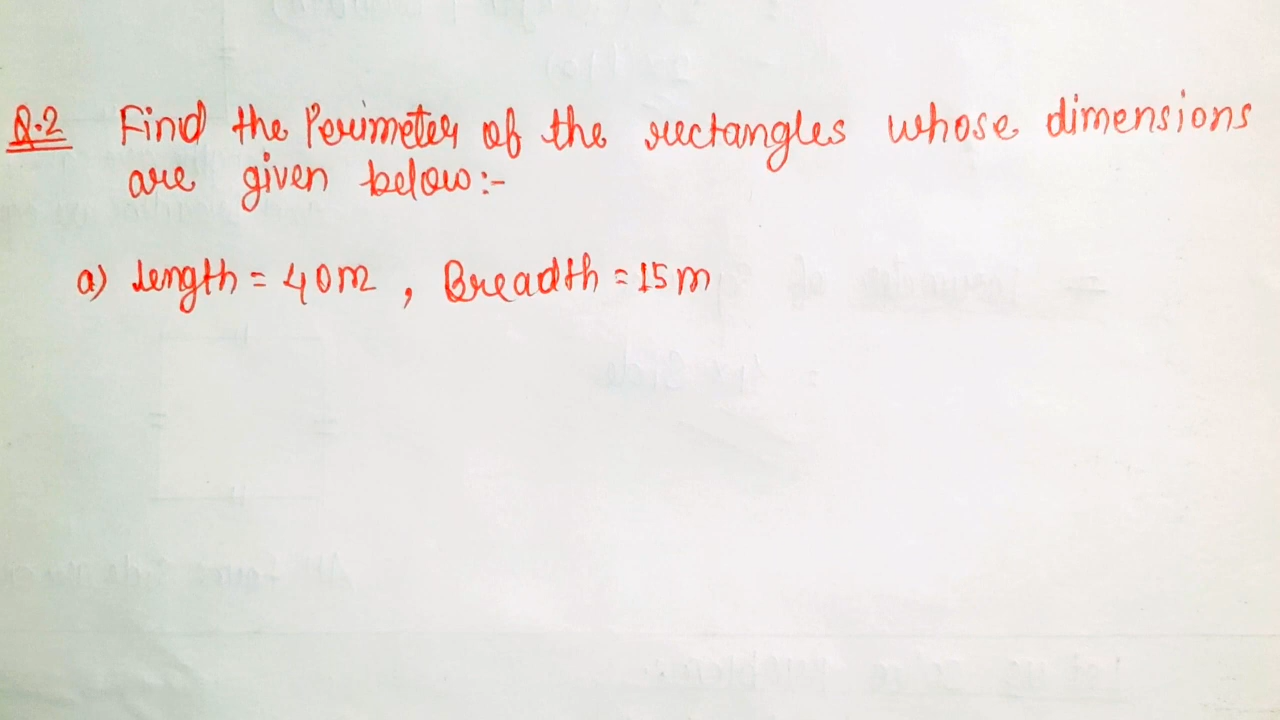 Q.2 Find the Perimeter of the rectangles whose dimensions
are given below:-
a) length = 40m , Breadth = 15m